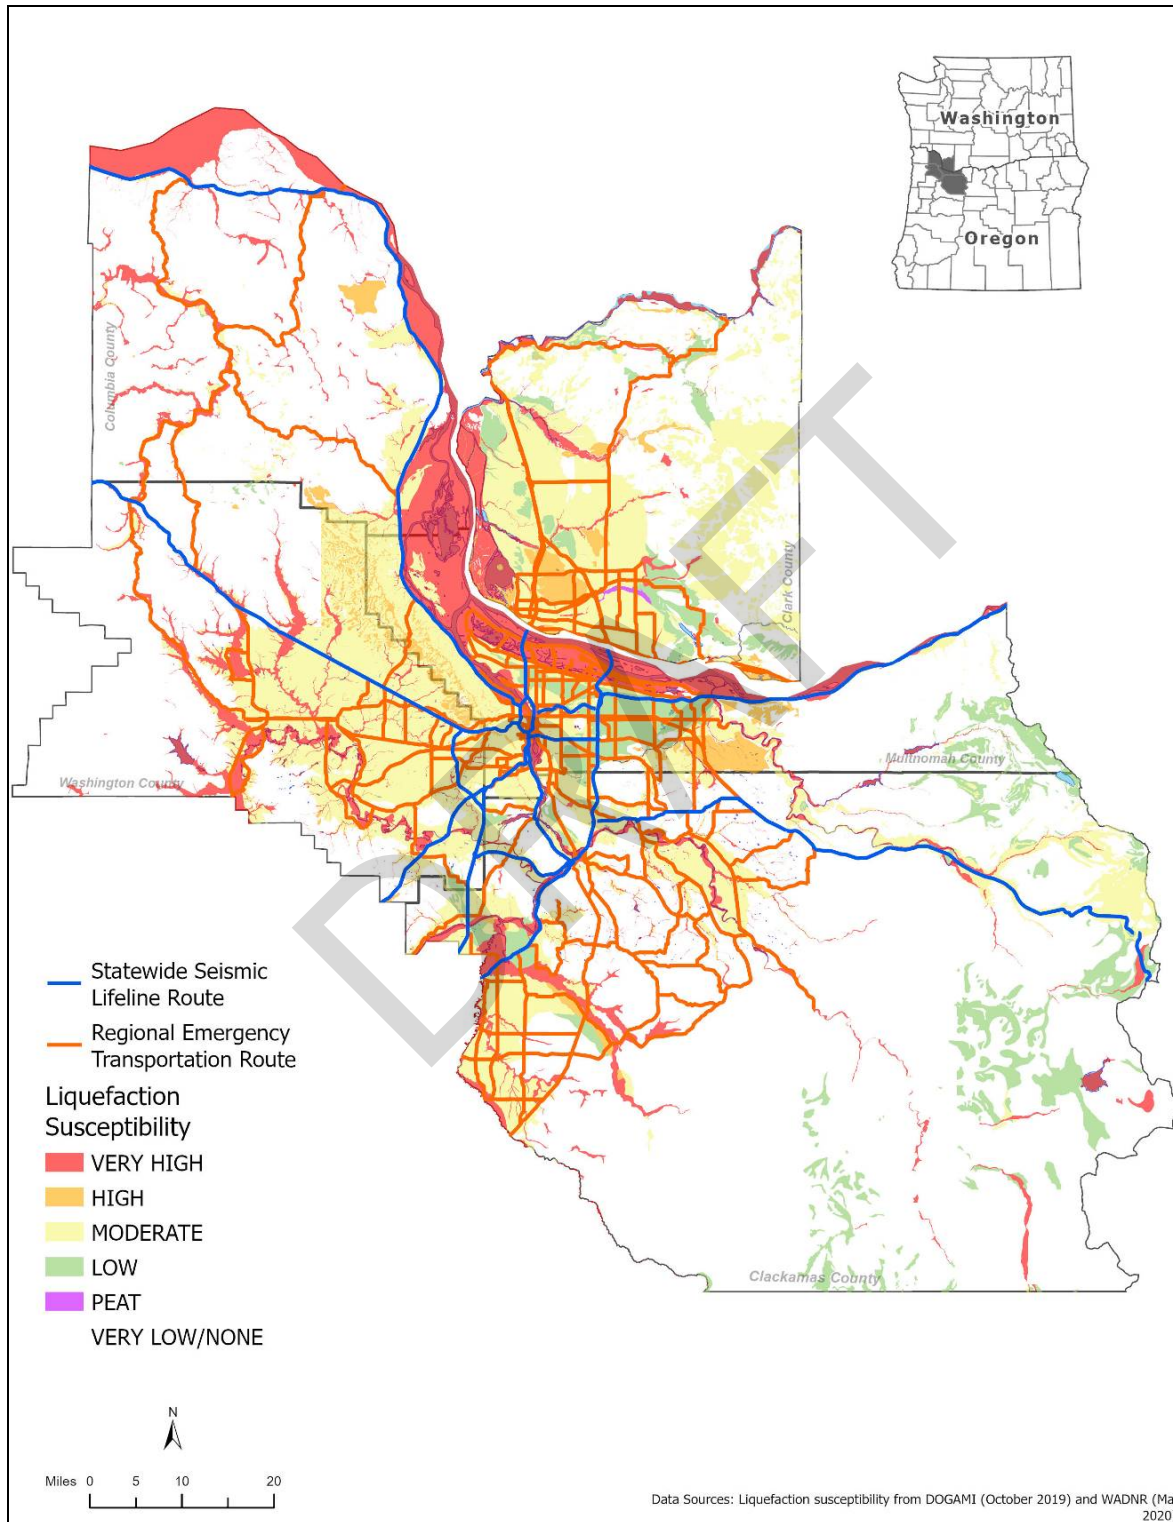 Washington
Oregon
Columbia County
Clark County
Multnomah County
Washington County
DRAFT
Statewide Seismic
Lifeline Route
Regional Emergency
Transportation Route
Liquefaction
Susceptibility
VERY HIGH
HIGH
MODERATE
LOW
PEAT
VERY LOW/NONE
Clackamas County
N
Miles 0 5 10 20
Data Sources: Liquefaction susceptibility from DOGAMI (October 2019) and WADNR (Ma
2020